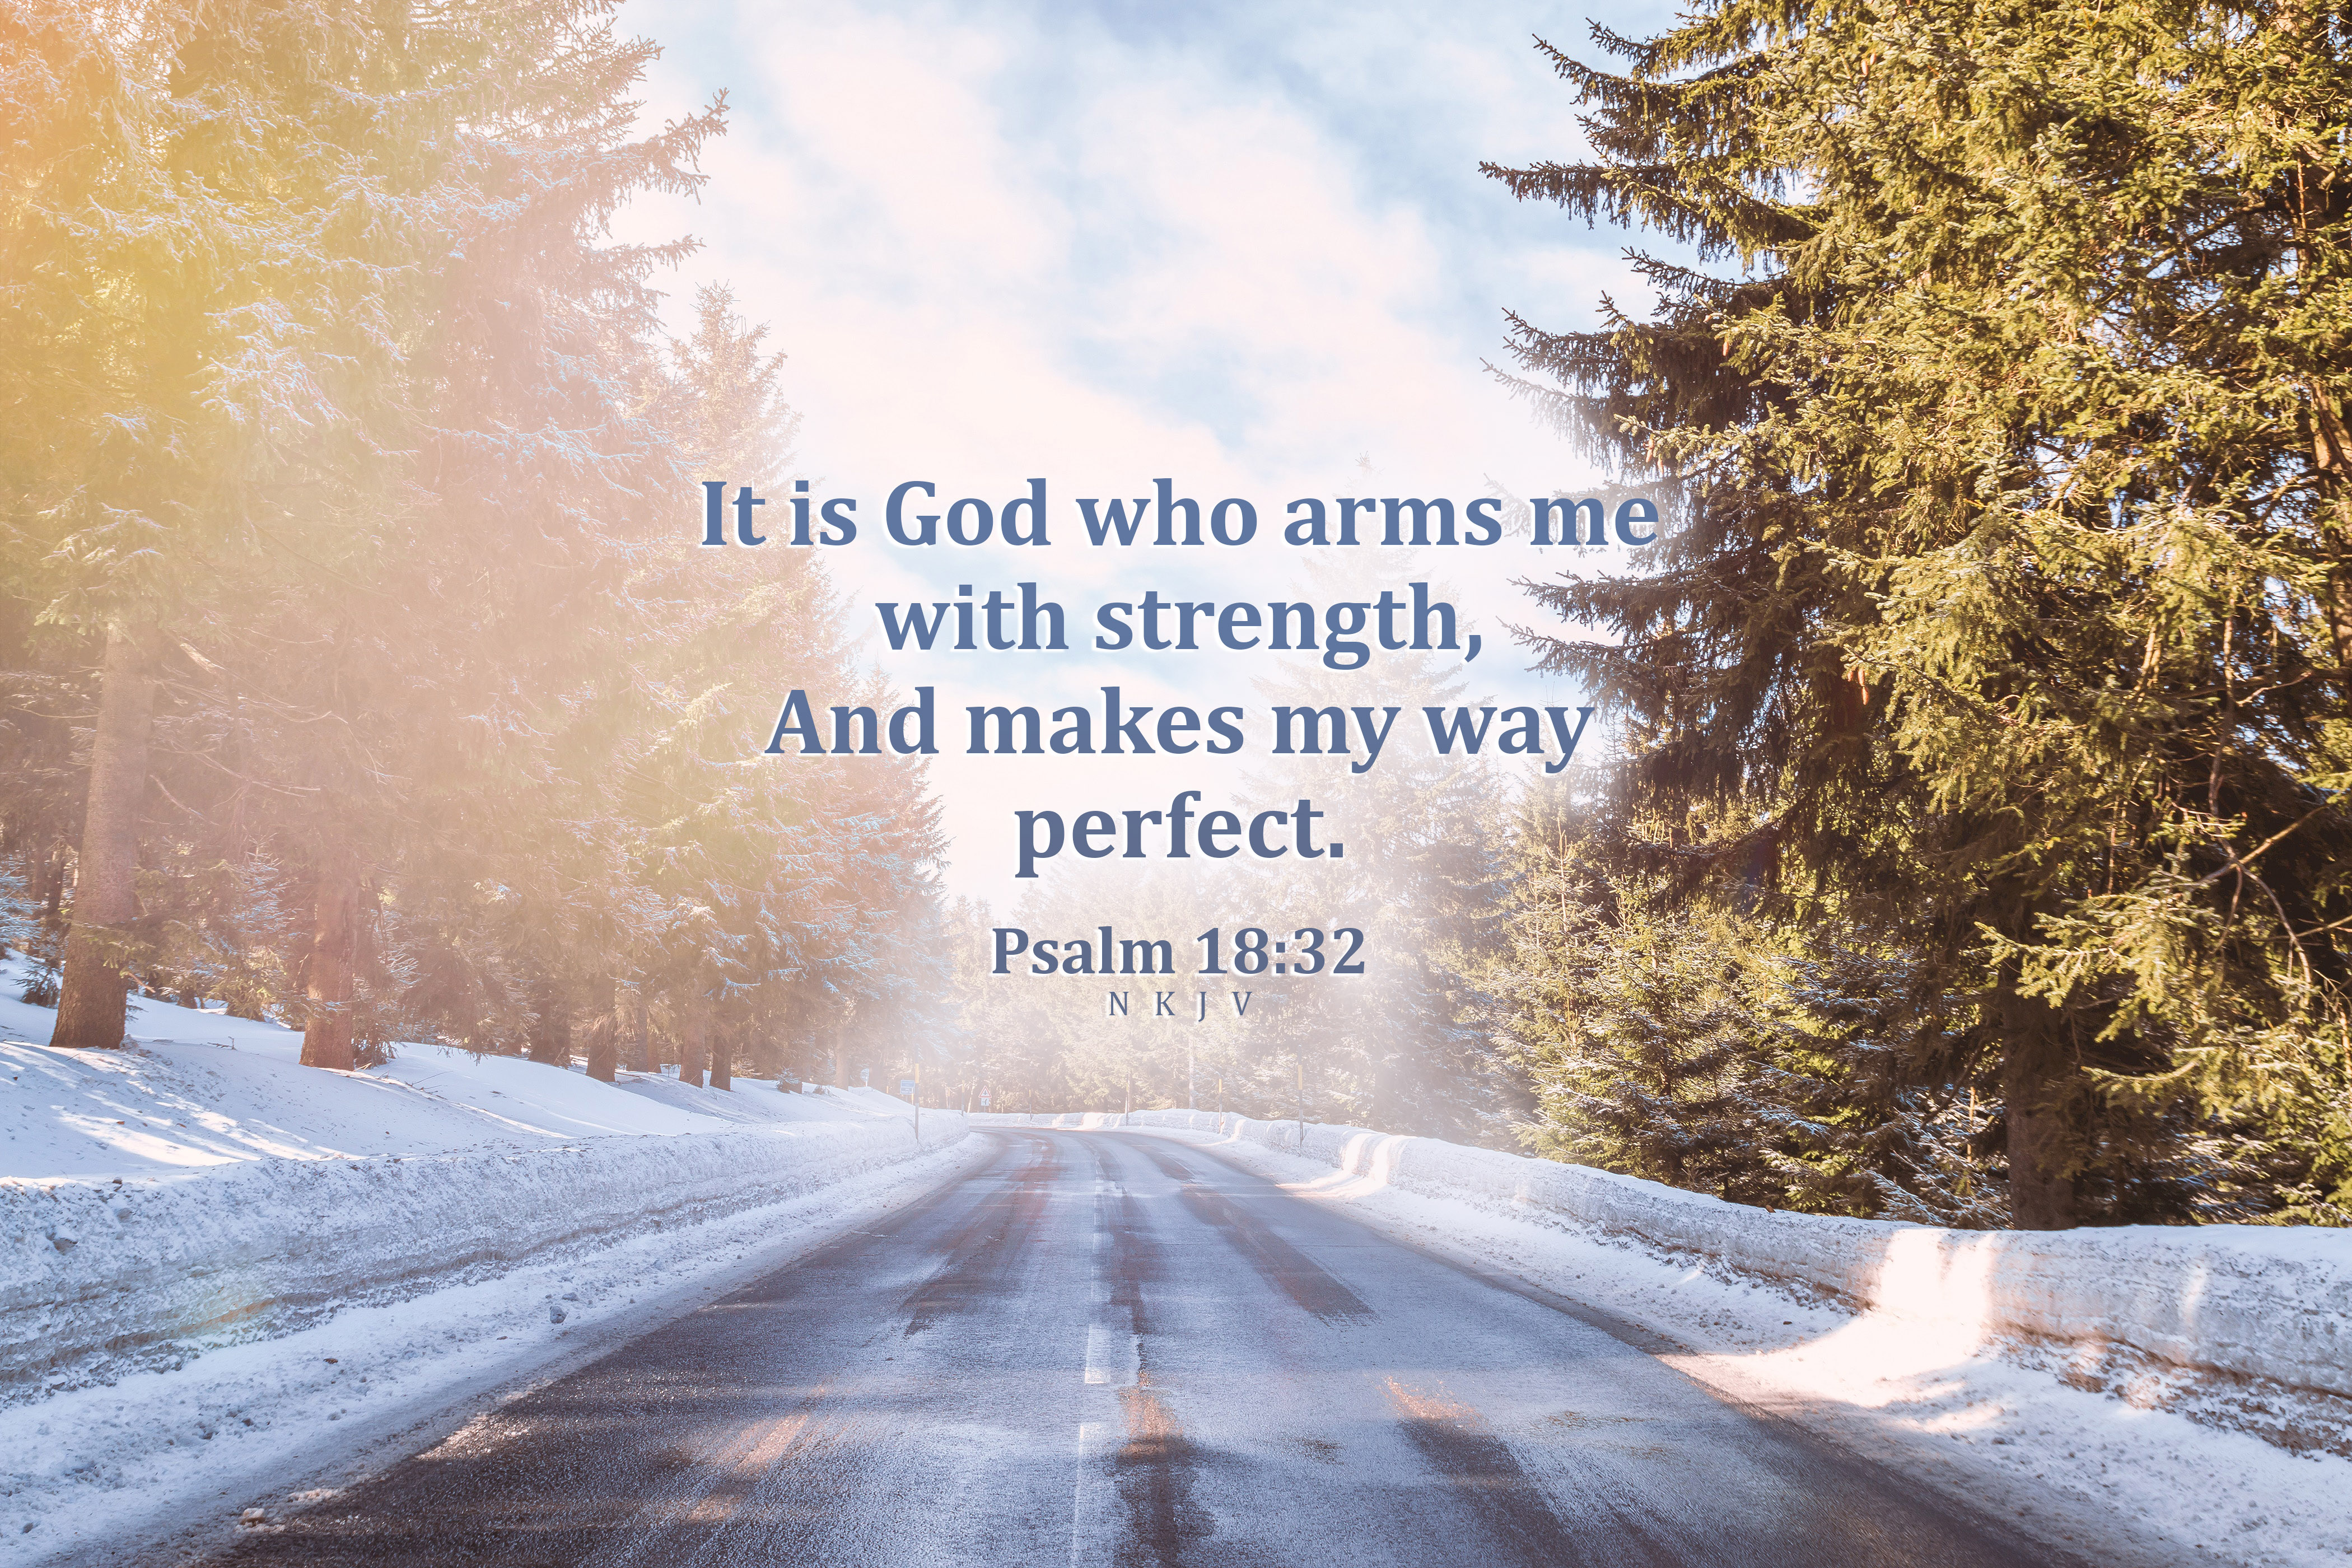 It is God who arms me
with strength,
And makes my way
perfect.
Psalm 18:32
N K J V